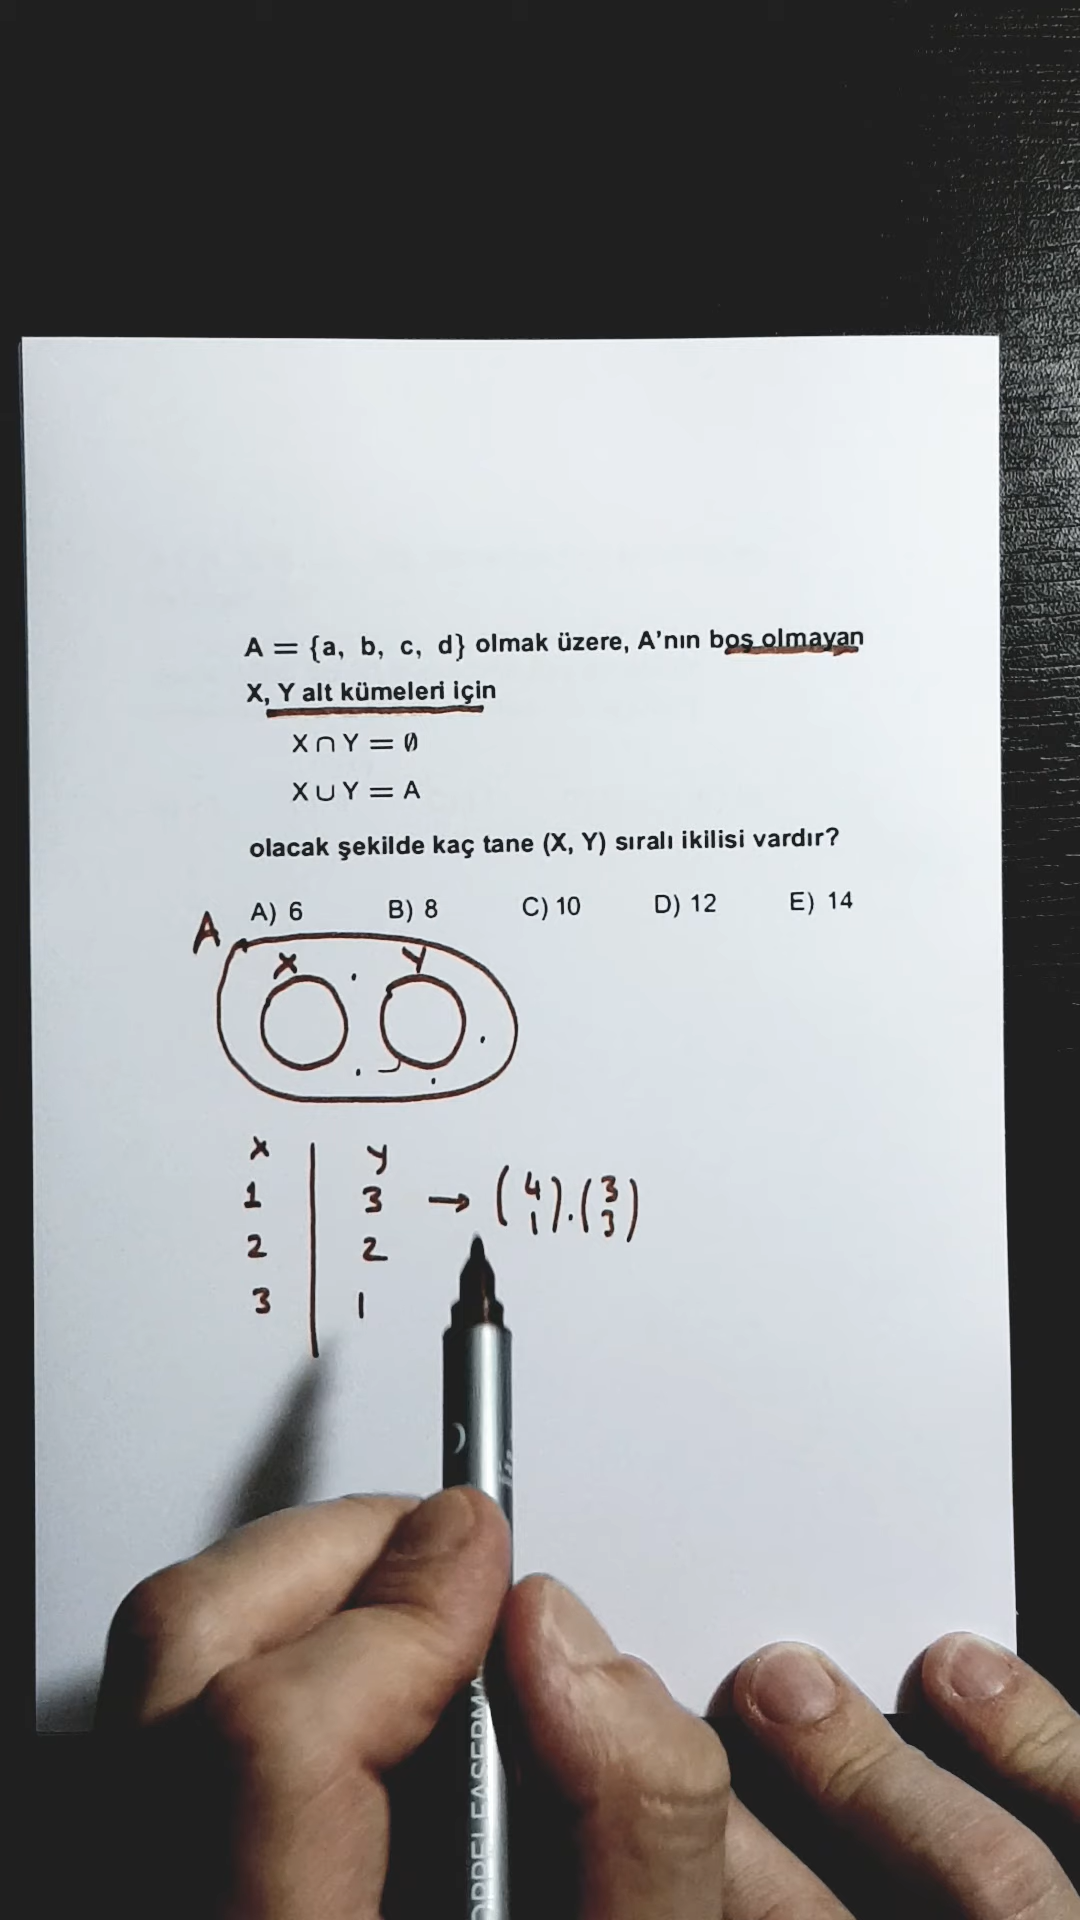 A = {a, b, c, d} olmak üzere, A'nın boş olmayan
X, Y alt kümeleri için
X ∩ Y = ∅
X ∪ Y = A
olacak şekilde kaç tane (X, Y) sıralı ikilisi vardır?
A) 6 B) 8 C) 10 D) 12 E) 14
A
X Y
x y
1 3 → (4 1).(3 3)
2 2
3 1